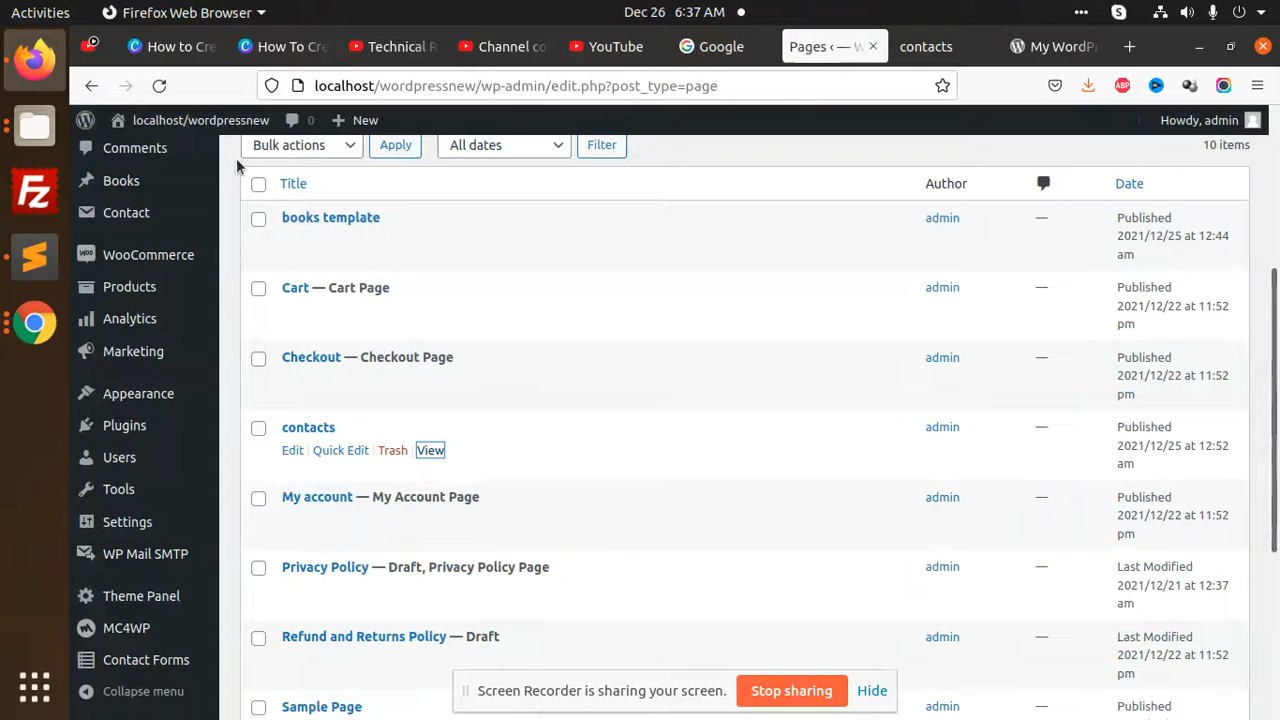 Activities Firefox Web Browser Dec 26 6:37 AM
How to Cre How To Cre Technical R Channel co YouTube Google Pages ‹ — W contacts My WordP
localhost/wordpressnew/wp-admin/edit.php?post_type=page ABP
localhost/wordpressnew 0 New Howdy, admin
Comments
Books
Contact
WooCommerce
Products
Analytics
Marketing
Appearance
Plugins
Users
Tools
Settings
WP Mail SMTP
Theme Panel
MC4WP
Contact Forms
Collapse menu
Bulk actions Apply All dates Filter 10 items
Title Author Date
books template admin — Published
2021/12/25 at 12:44
am
Cart — Cart Page admin — Published
2021/12/22 at 11:52
pm
Checkout — Checkout Page admin — Published
2021/12/22 at 11:52
pm
contacts admin — Published
Edit | Quick Edit | Trash | View 2021/12/25 at 12:52
am
My account — My Account Page admin — Published
2021/12/22 at 11:52
pm
Privacy Policy — Draft, Privacy Policy Page admin — Last Modified
2021/12/21 at 12:37
am
Refund and Returns Policy — Draft admin — Last Modified
2021/12/22 at 11:52
pm
Sample Page admin — Published
Screen Recorder is sharing your screen. Stop sharing Hide